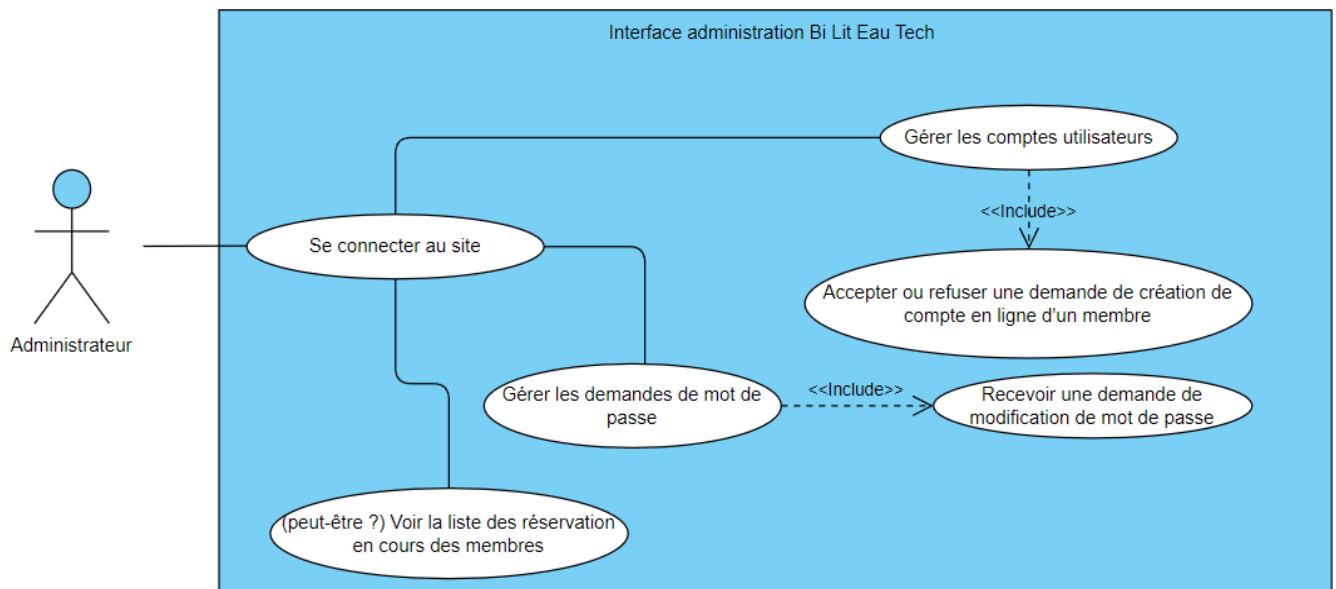 Interface administration Bi Lit Eau Tech
Gérer les comptes utilisateurs
<<Include>>
Se connecter au site
Accepter ou refuser une demande de création de
compte en ligne d'un membre
Administrateur
Gérer les demandes de mot de
passe
<<Include>>
Recevoir une demande de
modification de mot de passe
(peut-être ?) Voir la liste des réservation
en cours des membres